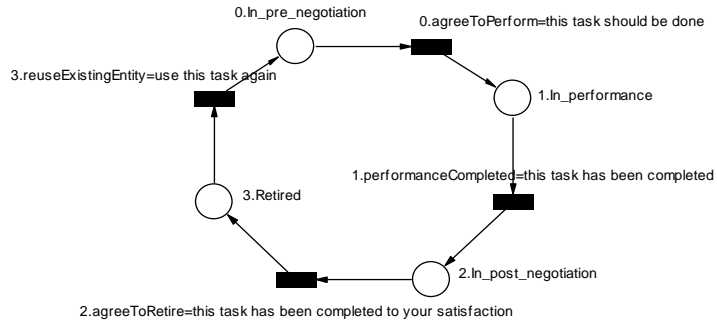 0.In_pre_negotiation
0.agreeToPerform=this task should be done
3.reuseExistingEntity=use this task again
1.In_performance
1.performanceCompleted=this task has been completed
3.Retired
2.In_post_negotiation
2.agreeToRetire=this task has been completed to your satisfaction